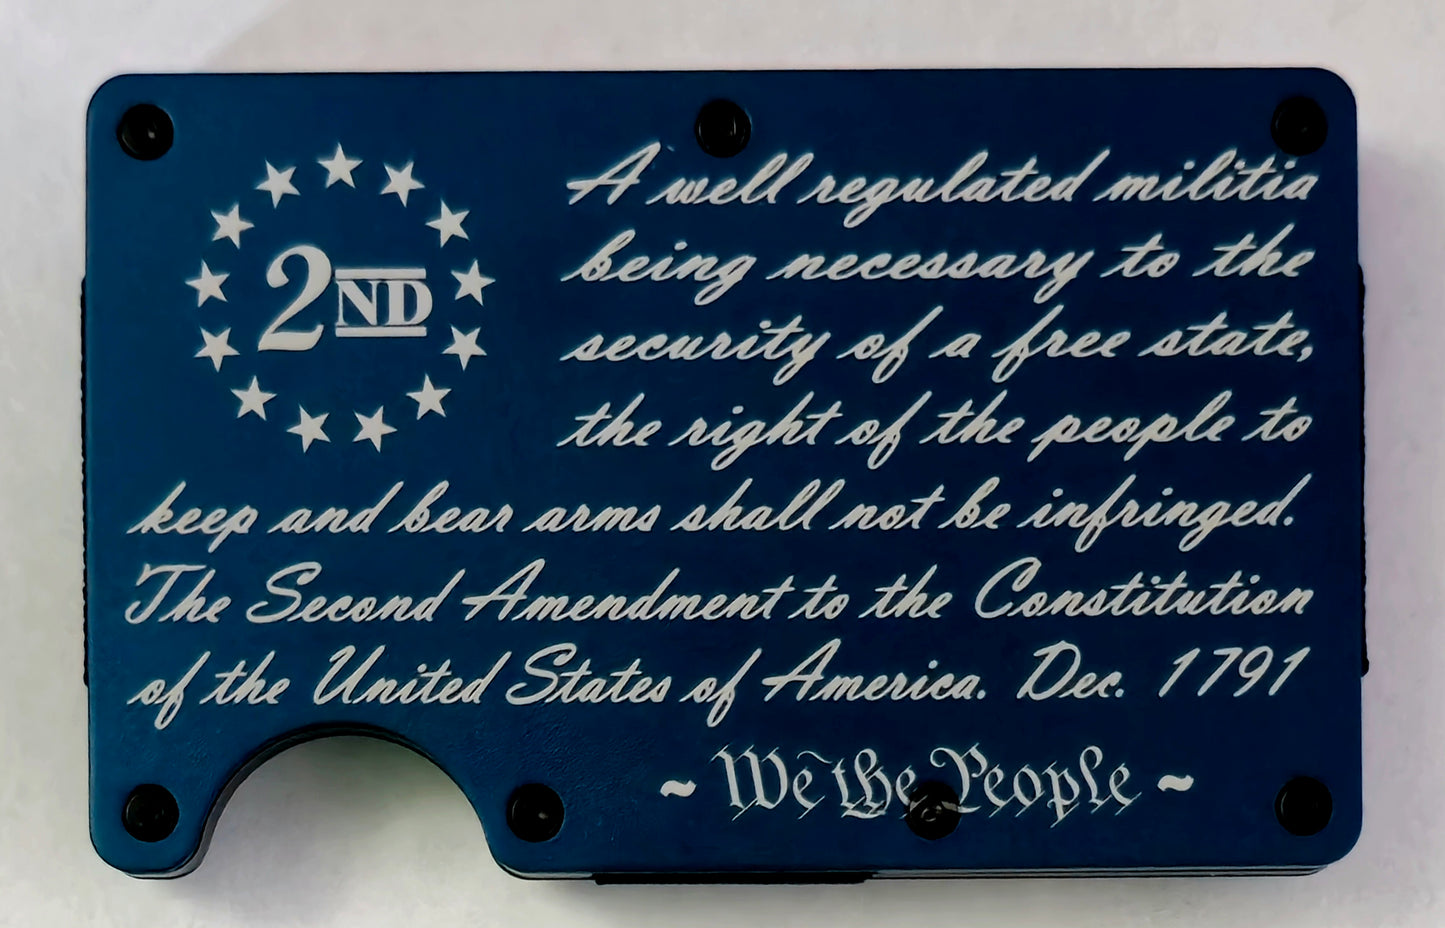 2ND
A well regulated militia
being necessary to the
security of a free state,
the right of the people to
keep and bear arms shall not be infringed.
The Second Amendment to the Constitution
of the United States of America. Dec. 1791
~ We the People ~